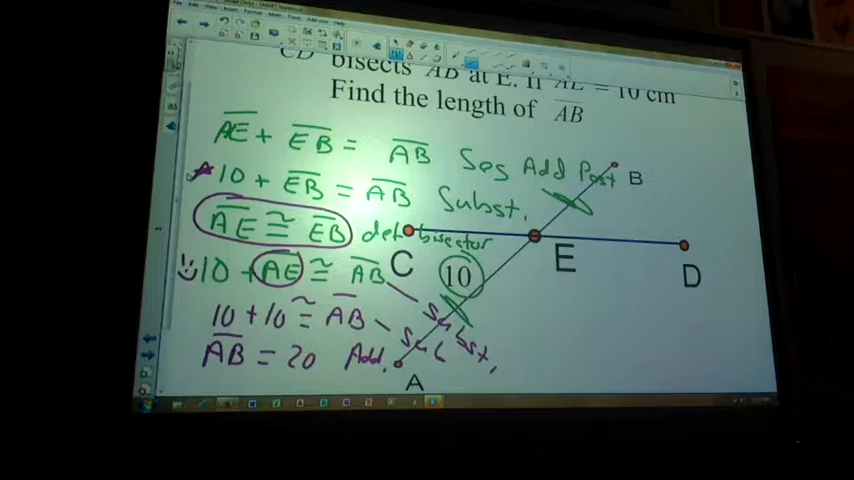 CD bisects AB at E. If AE = 10 cm
Find the length of AB
AE + EB = AB Seg Add Post
10 + EB = AB Subst.
AE ≅ EB def bisector
10 + AE ≅ AB Subst.
10 + 10 ≅ AB
AB = 20 Add.
B
C
10
E
D
A